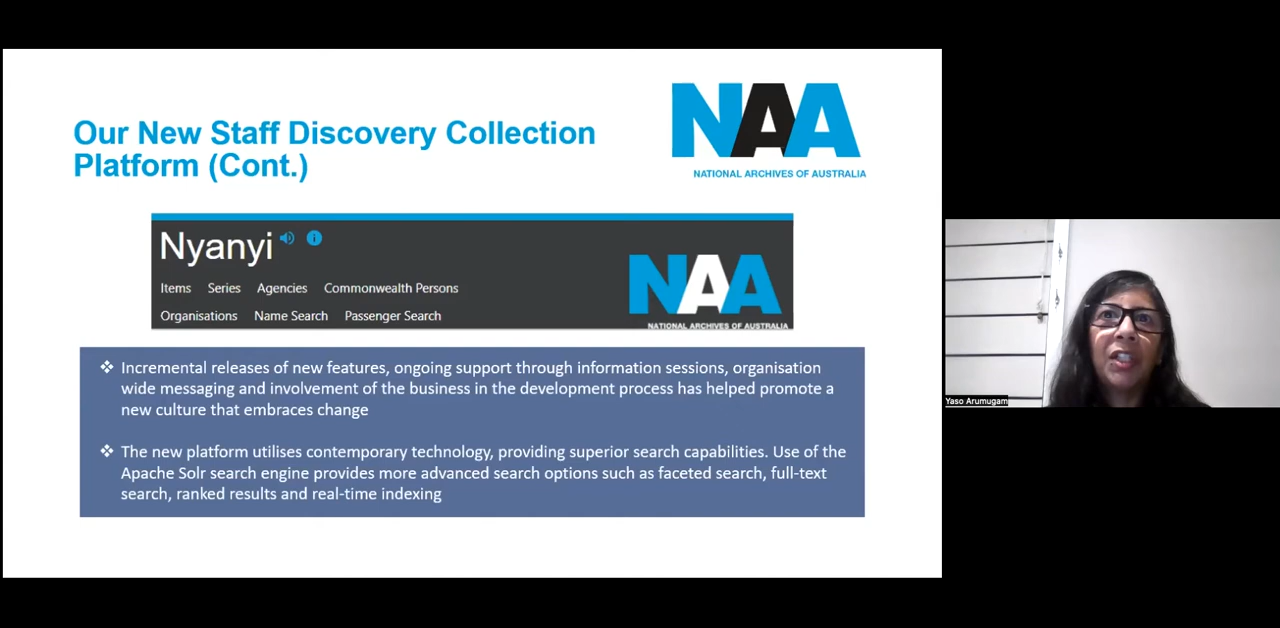 Our New Staff Discovery Collection
Platform (Cont.)
NAA
NATIONAL ARCHIVES OF AUSTRALIA
Nyanyi
Items Series Agencies Commonwealth Persons
Organisations Name Search Passenger Search
NAA
NATIONAL ARCHIVES OF AUSTRALIA
❖ Incremental releases of new features, ongoing support through information sessions, organisation
wide messaging and involvement of the business in the development process has helped promote a
new culture that embraces change
❖ The new platform utilises contemporary technology, providing superior search capabilities. Use of the
Apache Solr search engine provides more advanced search options such as faceted search, full-text
search, ranked results and real-time indexing
Yaso Arumugam